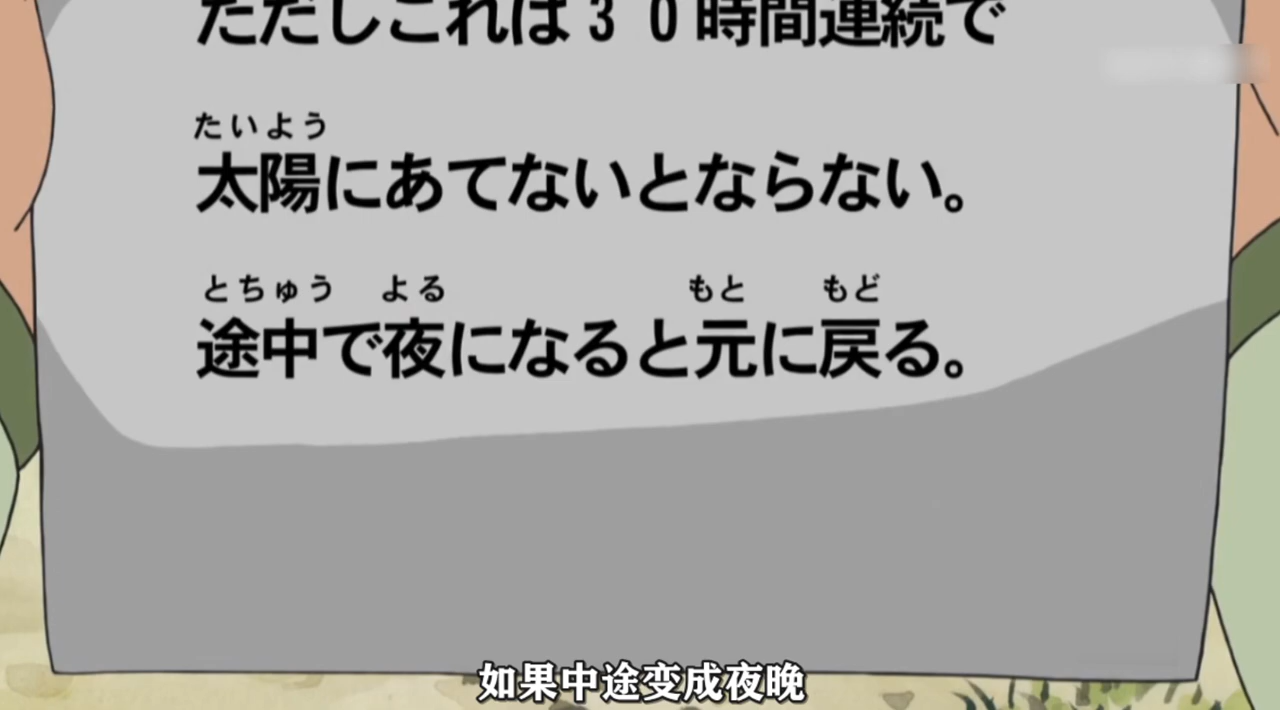 ただしこれは30時間連続で
たいよう
太陽にあてないとならない。
とちゅう よる もと もど
途中で夜になると元に戻る。
如果中途变成夜晚